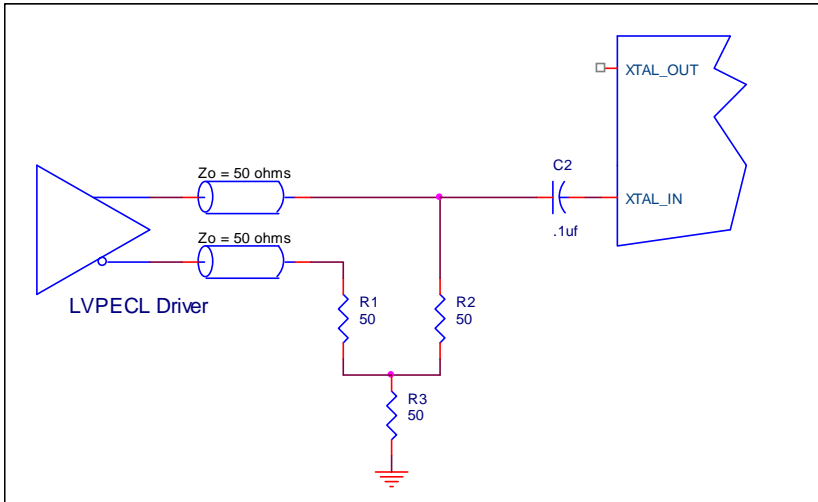 XTAL_OUT
Zo = 50 ohms
C2
XTAL_IN
.1uf
Zo = 50 ohms
LVPECL Driver
R1
50
R2
50
R3
50